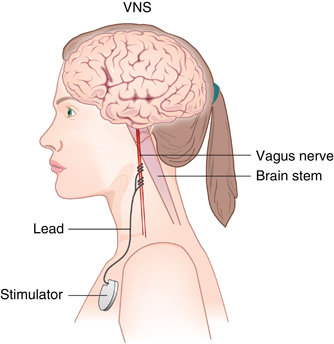 VNS
Vagus nerve
Brain stem
Lead
Stimulator